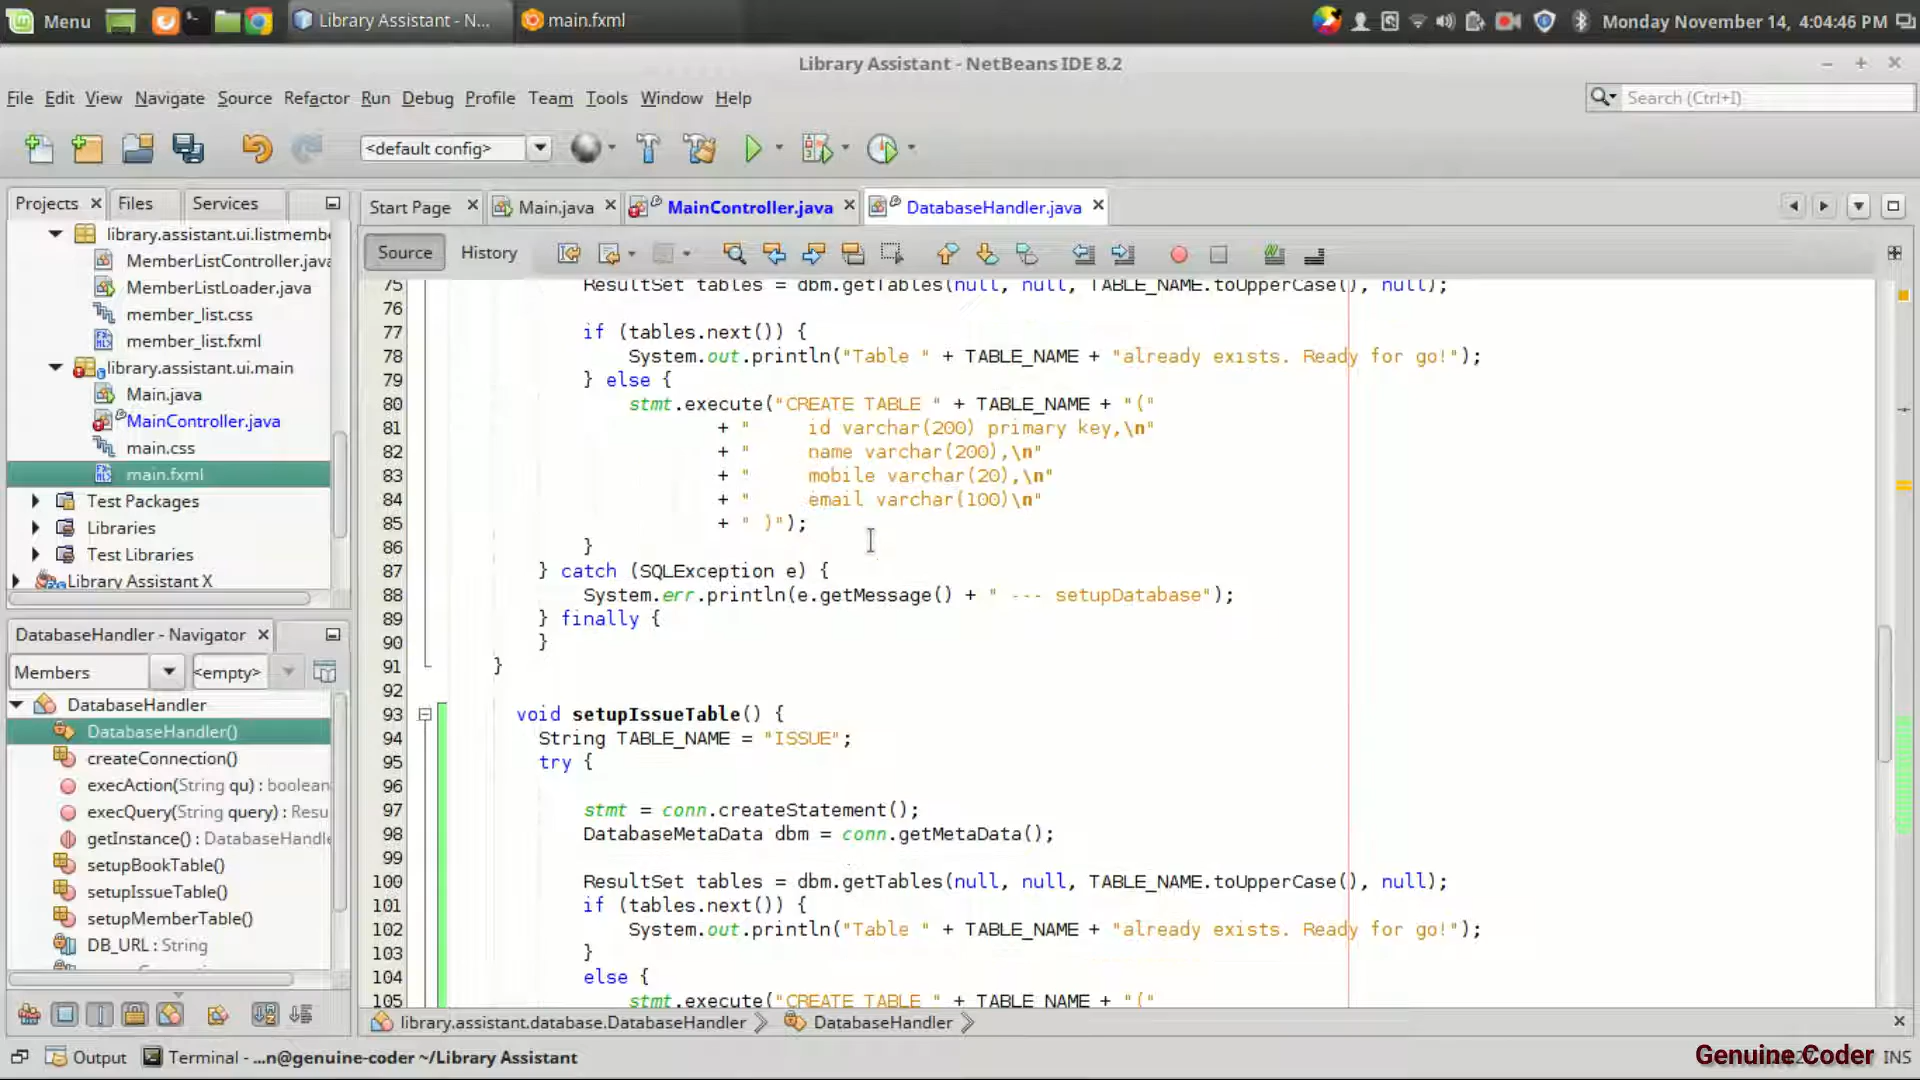 Menu
Library Assistant - N...
main.fxml
Monday November 14, 4:04:46 PM
Library Assistant - NetBeans IDE 8.2
File Edit View Navigate Source Refactor Run Debug Profile Team Tools Window Help
Search (Ctrl+I)
<default config>
Projects
Files
Services
Start Page
Main.java
MainController.java
DatabaseHandler.java
Source
History
library.assistant.ui.listmembe
MemberListController.java
MemberListLoader.java
member_list.css
member_list.fxml
library.assistant.ui.main
Main.java
MainController.java
main.css
main.fxml
Test Packages
Libraries
Test Libraries
Library Assistant X
DatabaseHandler - Navigator
Members
<empty>
DatabaseHandler
DatabaseHandler()
createConnection()
execAction(String qu) : boolean
execQuery(String query) : Resu
getInstance() : DatabaseHandle
setupBookTable()
setupIssueTable()
setupMemberTable()
DB_URL : String
75 ResultSet tables = dbm.getTables(null, null, TABLE_NAME.toUpperCase(), null);
76
77 if (tables.next()) {
78 System.out.println("Table " + TABLE_NAME + "already exists. Ready for go!");
79 } else {
80 stmt.execute("CREATE TABLE " + TABLE_NAME + "("
81 + "     id varchar(200) primary key,\n"
82 + "     name varchar(200),\n"
83 + "     mobile varchar(20),\n"
84 + "     email varchar(100)\n"
85 + " )");
86 }
87 } catch (SQLException e) {
88 System.err.println(e.getMessage() + " --- setupDatabase");
89 } finally {
90 }
91 }
92
93 void setupIssueTable() {
94 String TABLE_NAME = "ISSUE";
95 try {
96
97 stmt = conn.createStatement();
98 DatabaseMetaData dbm = conn.getMetaData();
99
100 ResultSet tables = dbm.getTables(null, null, TABLE_NAME.toUpperCase(), null);
101 if (tables.next()) {
102 System.out.println("Table " + TABLE_NAME + "already exists. Ready for go!");
103 }
104 else {
105 stmt.execute("CREATE TABLE " + TABLE_NAME + "("
library.assistant.database.DatabaseHandler
DatabaseHandler
Output
Terminal - ...n@genuine-coder ~/Library Assistant
Genuine Coder
INS